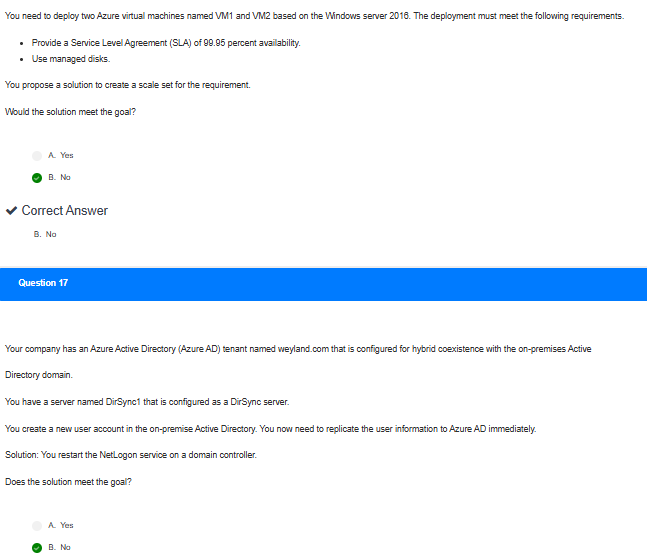 You need to deploy two Azure virtual machines named VM1 and VM2 based on the Windows server 2016. The deployment must meet the following requirements.
• Provide a Service Level Agreement (SLA) of 99.95 percent availability.
• Use managed disks.
You propose a solution to create a scale set for the requirement.
Would the solution meet the goal?
A. Yes
B. No
✔ Correct Answer
B. No
Question 17
Your company has an Azure Active Directory (Azure AD) tenant named weyland.com that is configured for hybrid coexistence with the on-premises Active
Directory domain.
You have a server named DirSync1 that is configured as a DirSync server.
You create a new user account in the on-premise Active Directory. You now need to replicate the user information to Azure AD immediately.
Solution: You restart the NetLogon service on a domain controller.
Does the solution meet the goal?
A. Yes
B. No